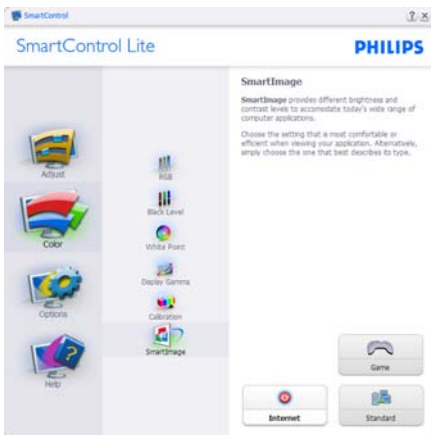 SmartControl
SmartControl Lite
PHILIPS
Adjust
Color
Options
Help
RGB
Black Level
White Point
Display Gamma
Calibration
SmartImage
SmartImage
SmartImage provides different brightness and
contrast levels to accomodate today's wide range of
computer applications.
Choose the setting that is most comfortable or
efficient when viewing your application. Alternatively,
simply choose the one that best describes its type.
Game
Internet
Standard